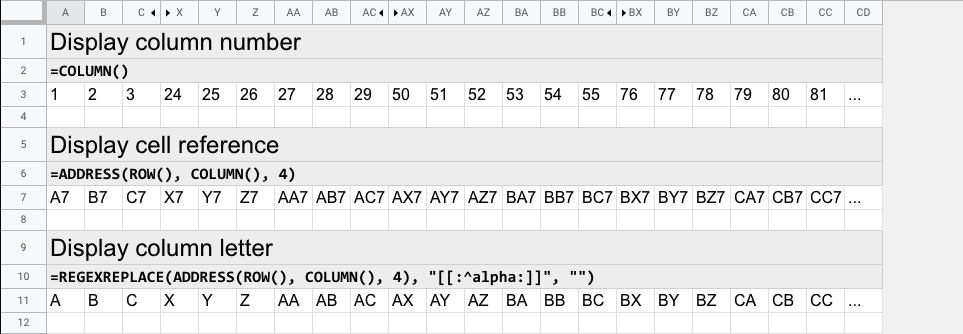 A B C X Y Z AA AB AC AX AY AZ BA BB BC BX BY BZ CA CB CC CD
1 Display column number
2 =COLUMN()
3 1 2 3 24 25 26 27 28 29 50 51 52 53 54 55 76 77 78 79 80 81 ...
4
5 Display cell reference
6 =ADDRESS(ROW(), COLUMN(), 4)
7 A7 B7 C7 X7 Y7 Z7 AA7 AB7 AC7 AX7 AY7 AZ7 BA7 BB7 BC7 BX7 BY7 BZ7 CA7 CB7 CC7 ...
8
9 Display column letter
10 =REGEXREPLACE(ADDRESS(ROW(), COLUMN(), 4), "[[:^alpha:]]", "")
11 A B C X Y Z AA AB AC AX AY AZ BA BB BC BX BY BZ CA CB CC ...
12